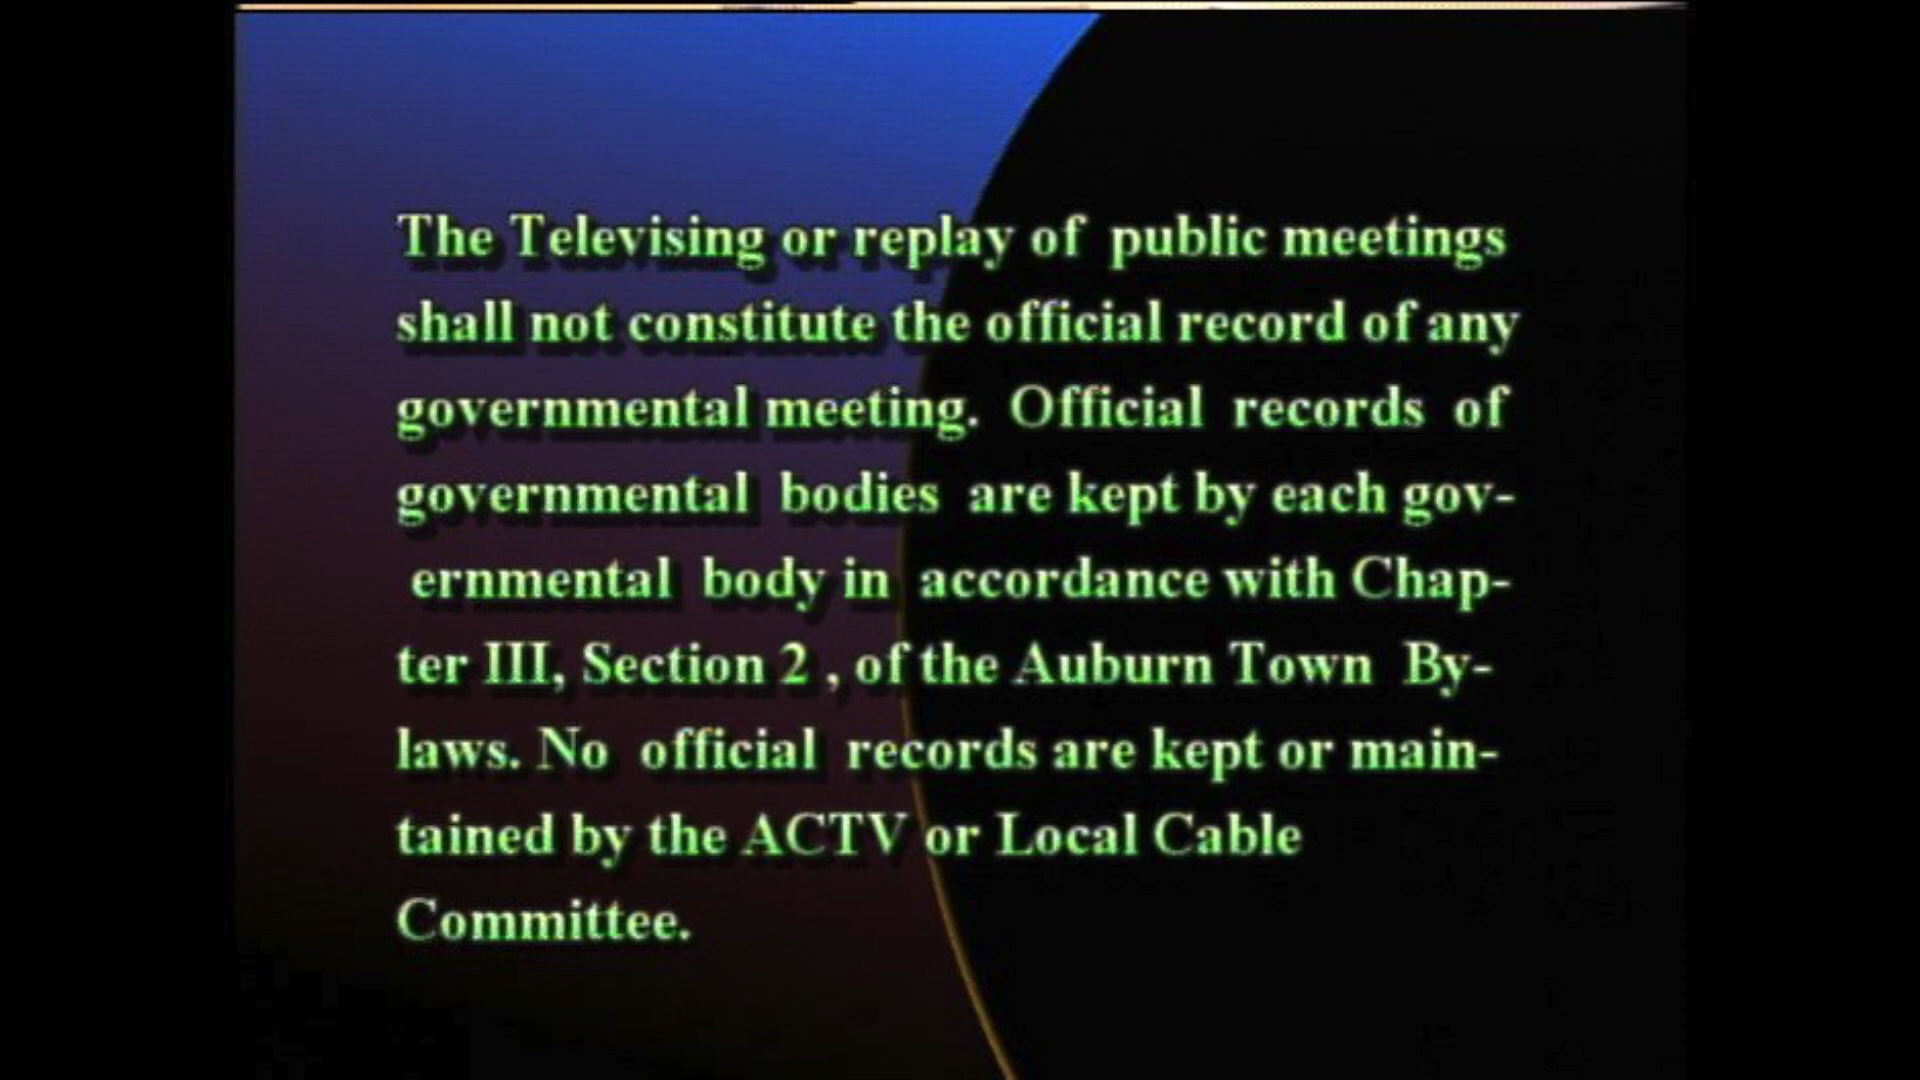 The Televising or replay of public meetings
shall not constitute the official record of any
governmental meeting. Official records of
governmental bodies are kept by each gov-
ernmental body in accordance with Chap-
ter III, Section 2 , of the Auburn Town By-
laws. No official records are kept or main-
tained by the ACTV or Local Cable
Committee.